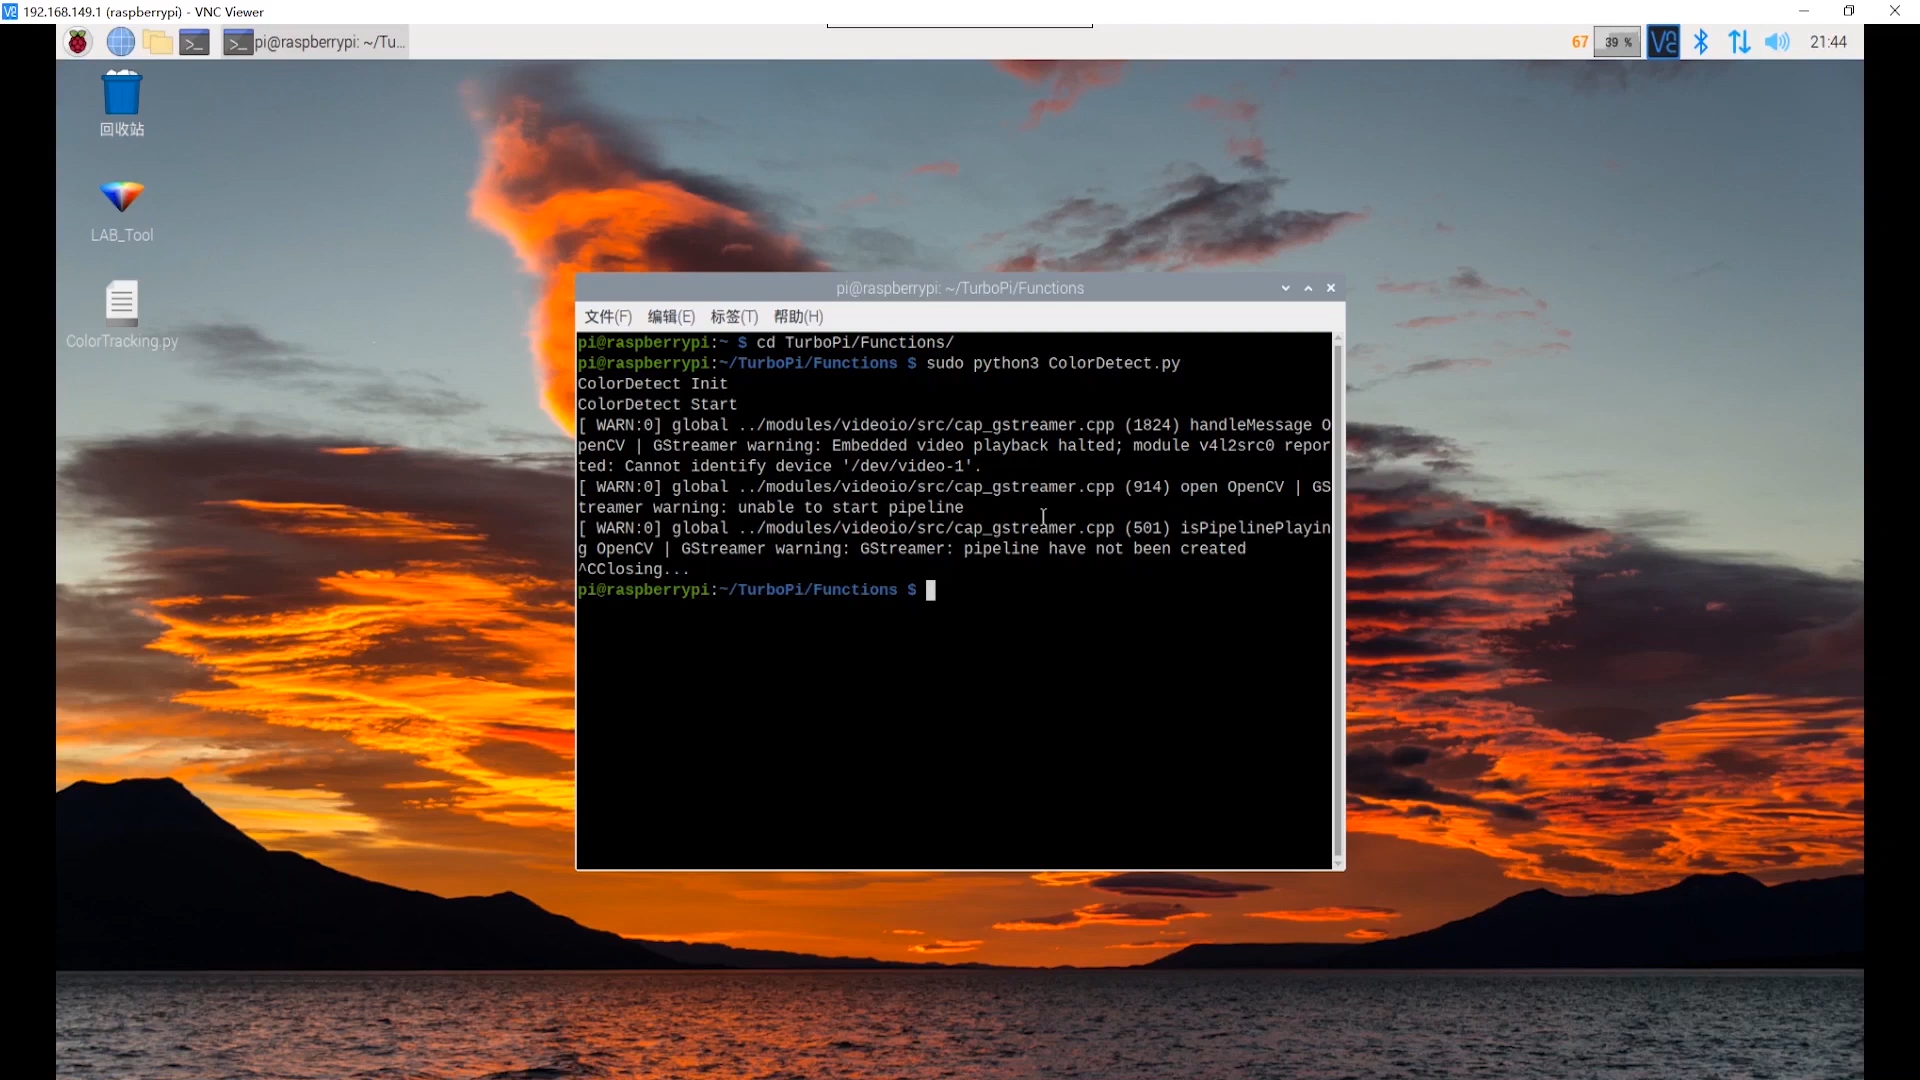 192.168.149.1 (raspberrypi) - VNC Viewer
pi@raspberrypi: ~/Tu...
67
39 %
21:44
回收站
LAB_Tool
ColorTracking.py
pi@raspberrypi: ~/TurboPi/Functions
文件(F) 编辑(E) 标签(T) 帮助(H)
pi@raspberrypi:~ $ cd TurboPi/Functions/
pi@raspberrypi:~/TurboPi/Functions $ sudo python3 ColorDetect.py
ColorDetect Init
ColorDetect Start
[ WARN:0] global ../modules/videoio/src/cap_gstreamer.cpp (1824) handleMessage O
penCV | GStreamer warning: Embedded video playback halted; module v4l2src0 repor
ted: Cannot identify device '/dev/video-1'.
[ WARN:0] global ../modules/videoio/src/cap_gstreamer.cpp (914) open OpenCV | GS
treamer warning: unable to start pipeline
[ WARN:0] global ../modules/videoio/src/cap_gstreamer.cpp (501) isPipelinePlayin
g OpenCV | GStreamer warning: GStreamer: pipeline have not been created
^CClosing...
pi@raspberrypi:~/TurboPi/Functions $